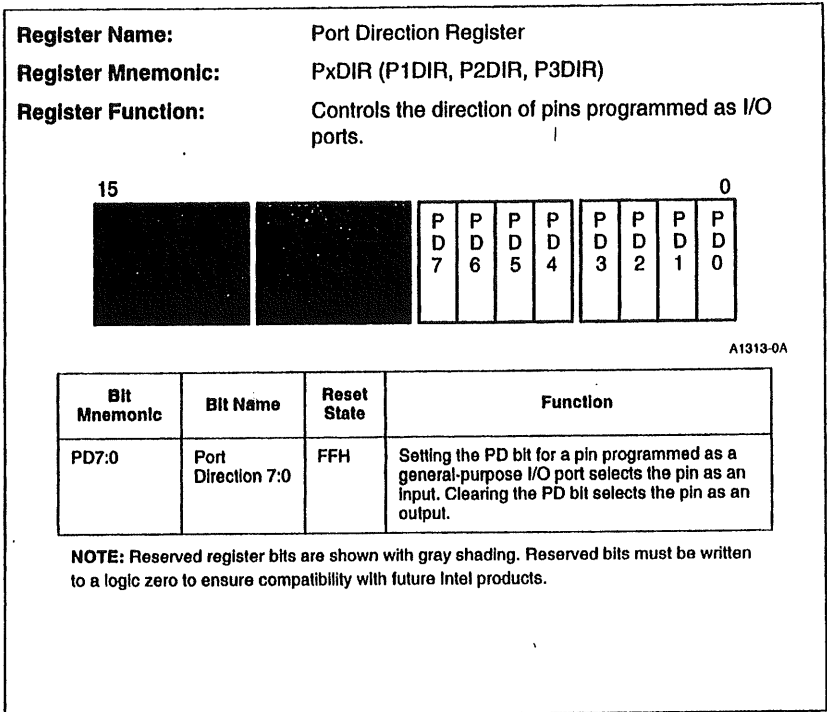 Register Name: Port Direction Register
Register Mnemonic: PxDIR (P1DIR, P2DIR, P3DIR)
Register Function: Controls the direction of pins programmed as I/O
ports.
15 0
P P P P P P P P
D D D D D D D D
7 6 5 4 3 2 1 0
A1313-0A
Bit Mnemonic Bit Name Reset State Function
PD7:0 Port FFH Setting the PD bit for a pin programmed as a
Direction 7:0 general-purpose I/O port selects the pin as an
input. Clearing the PD bit selects the pin as an
output.
NOTE: Reserved register bits are shown with gray shading. Reserved bits must be written
to a logic zero to ensure compatibility with future Intel products.